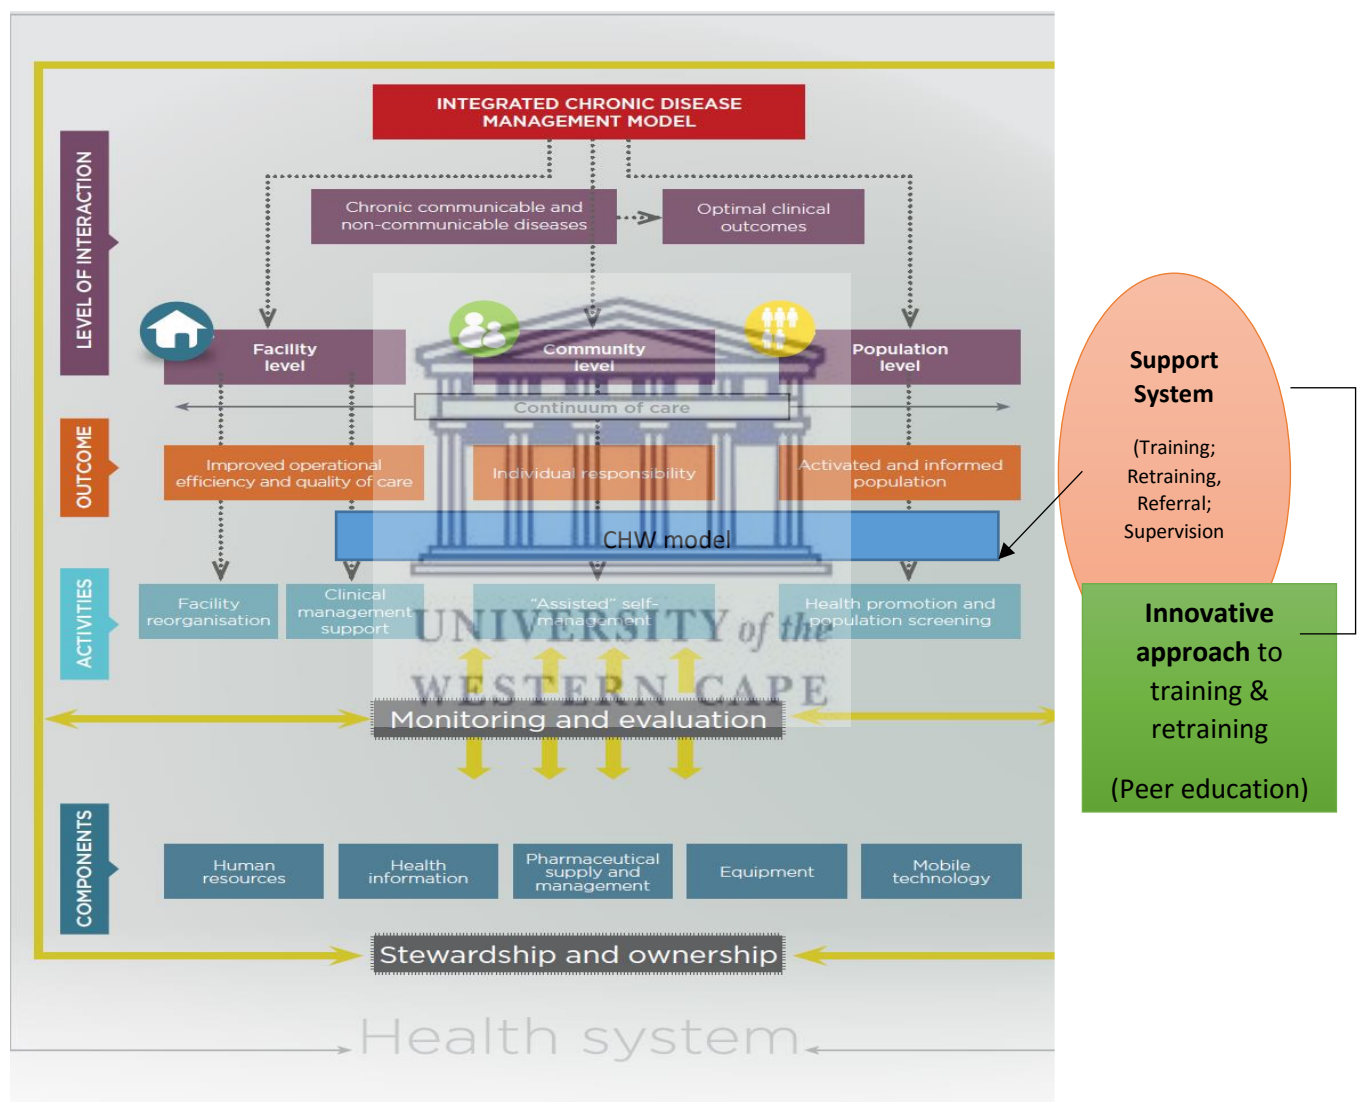 INTEGRATED CHRONIC DISEASE
MANAGEMENT MODEL
LEVEL OF INTERACTION
Chronic communicable and
non-communicable diseases
Optimal clinical
outcomes
Facility
level
Community
level
Population
level
Continuum of care
OUTCOME
Improved operational
efficiency and quality of care
Individual responsibility
Activated and informed
population
CHW model
ACTIVITIES
Facility
reorganisation
Clinical
management
support
"Assisted" self-
management
Health promotion and
population screening
UNIVERSITY of the
WESTERN CAPE
Monitoring and evaluation
COMPONENTS
Human
resources
Health
information
Pharmaceutical
supply and
management
Equipment
Mobile
technology
Stewardship and ownership
Health system
Support
System
(Training;
Retraining,
Referral;
Supervision
Innovative
approach to
training &
retraining
(Peer education)